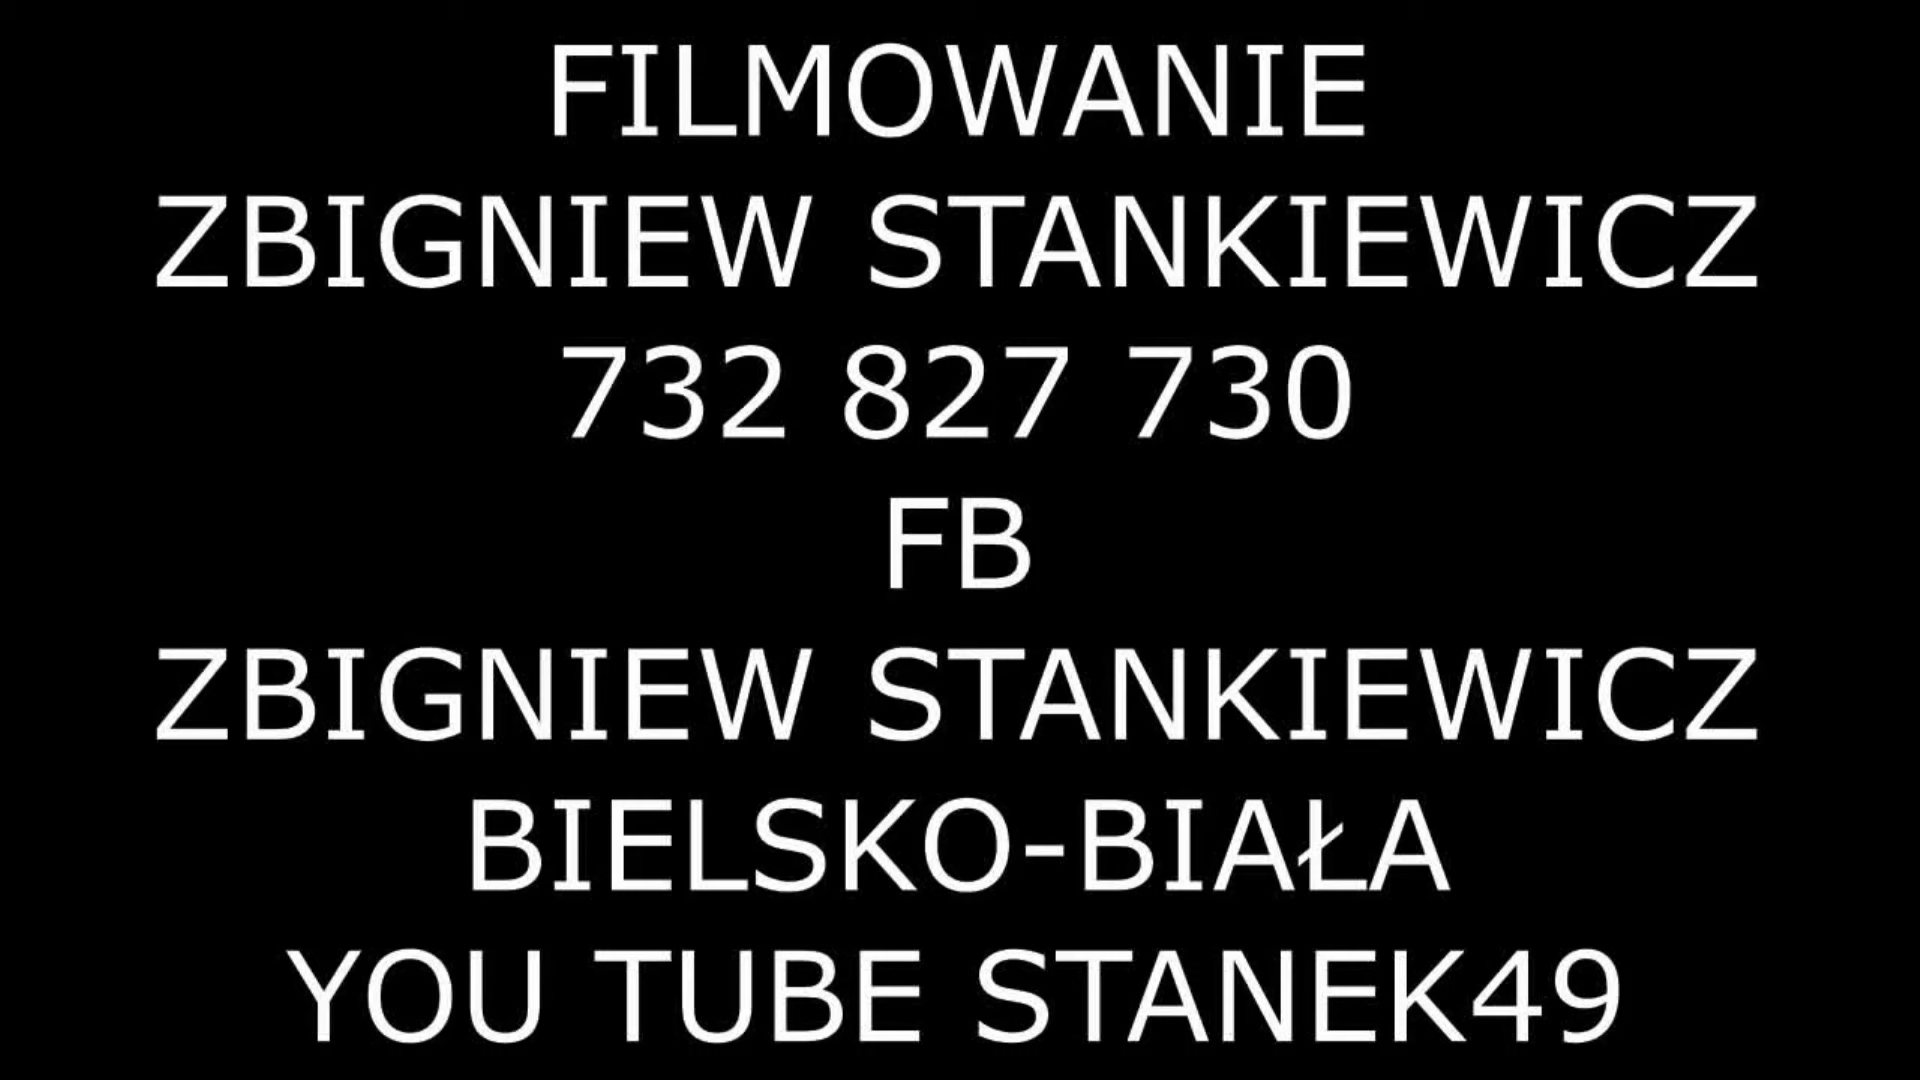 FILMOWANIE
ZBIGNIEW STANKIEWICZ
732 827 730
FB
ZBIGNIEW STANKIEWICZ
BIELSKO-BIAŁA
YOU TUBE STANEK49